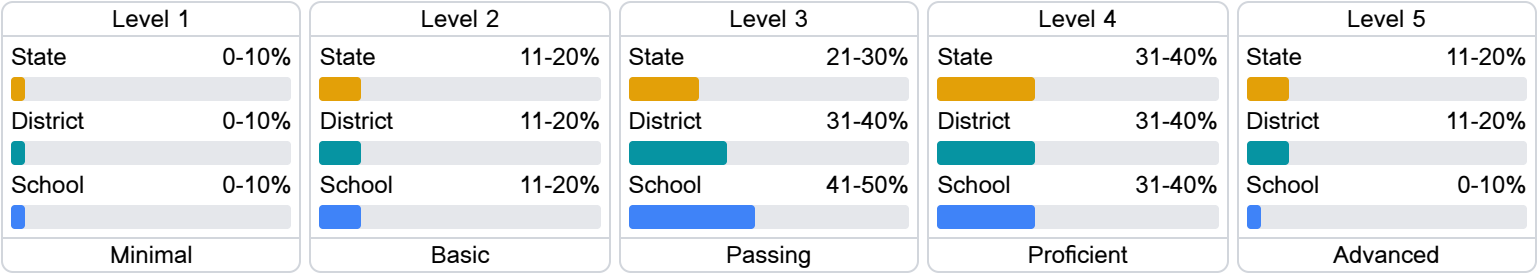 Level 1
State 0-10%
District 0-10%
School 0-10%
Minimal
Level 2
State 11-20%
District 11-20%
School 11-20%
Basic
Level 3
State 21-30%
District 31-40%
School 41-50%
Passing
Level 4
State 31-40%
District 31-40%
School 31-40%
Proficient
Level 5
State 11-20%
District 11-20%
School 0-10%
Advanced